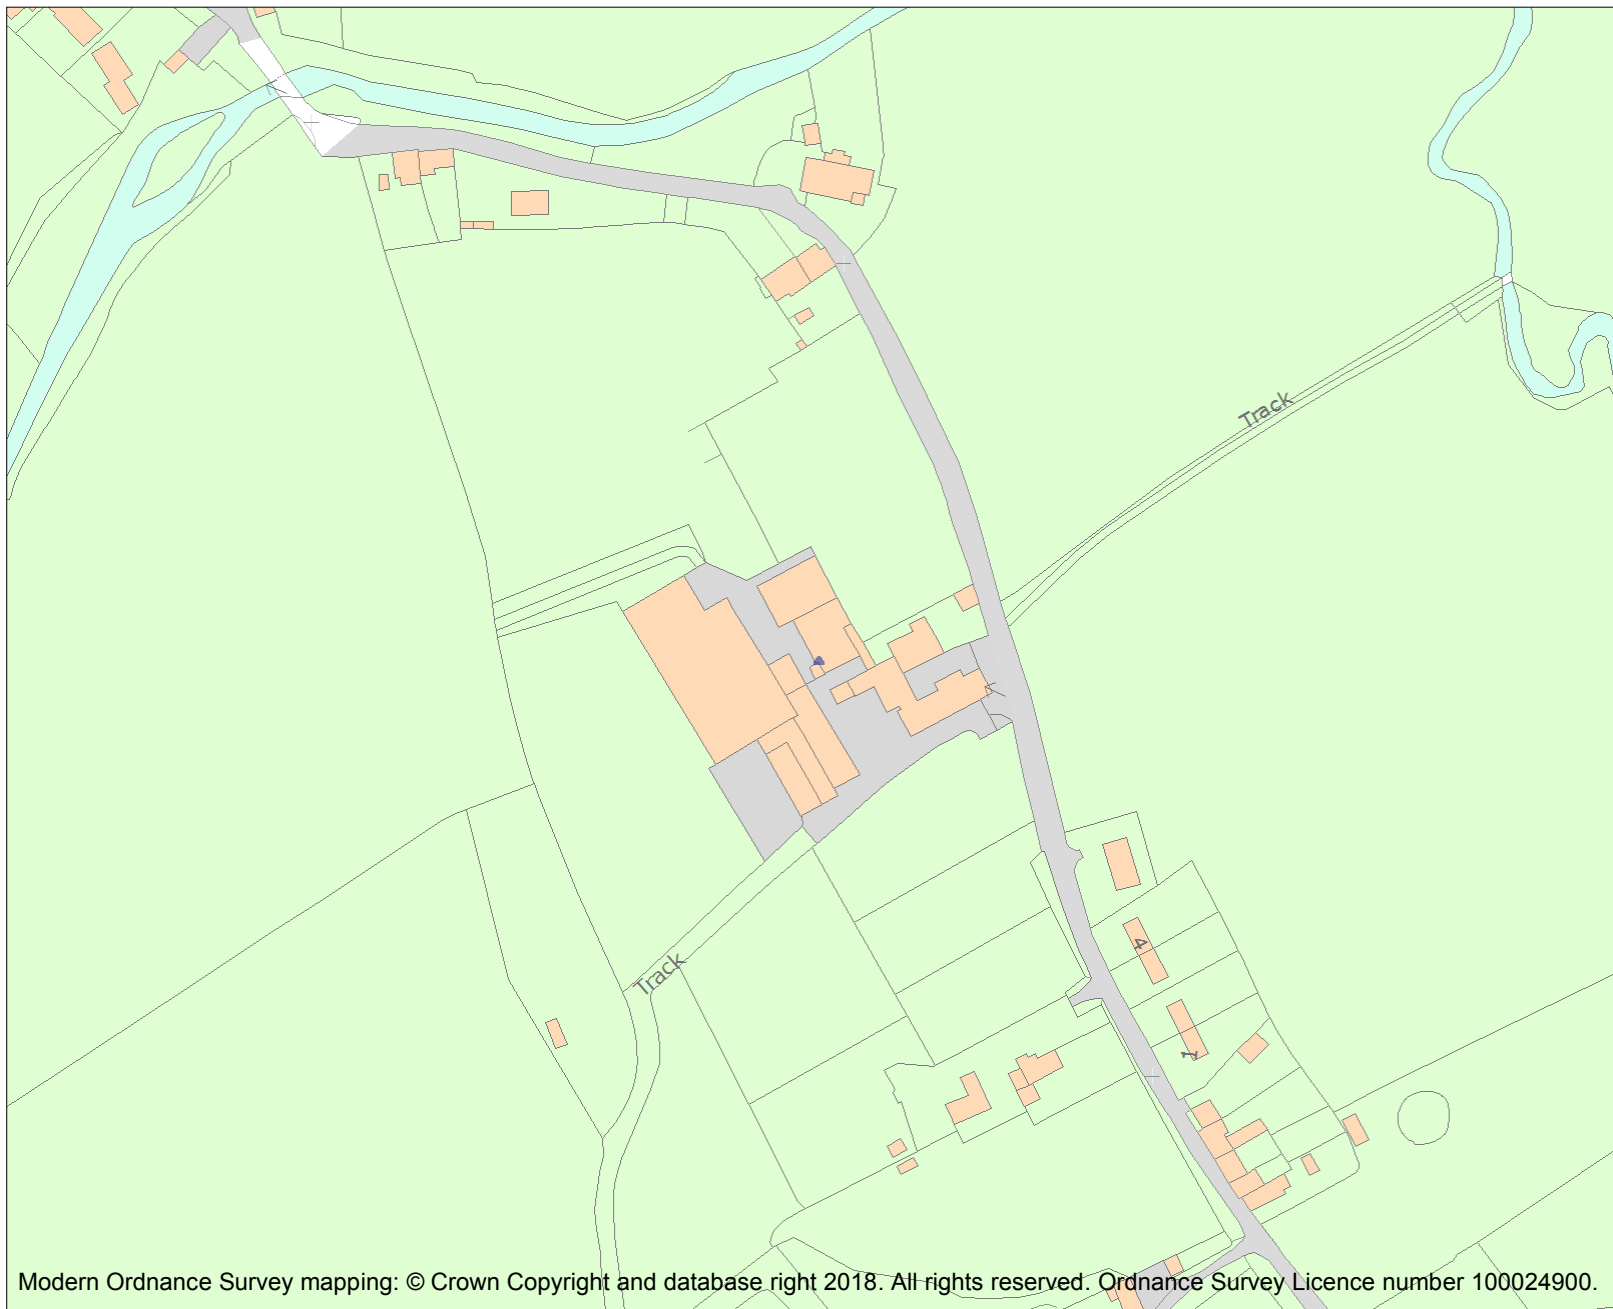 Track
Track
4
1
Modern Ordnance Survey mapping: © Crown Copyright and database right 2018. All rights reserved. Ordnance Survey Licence number 100024900.